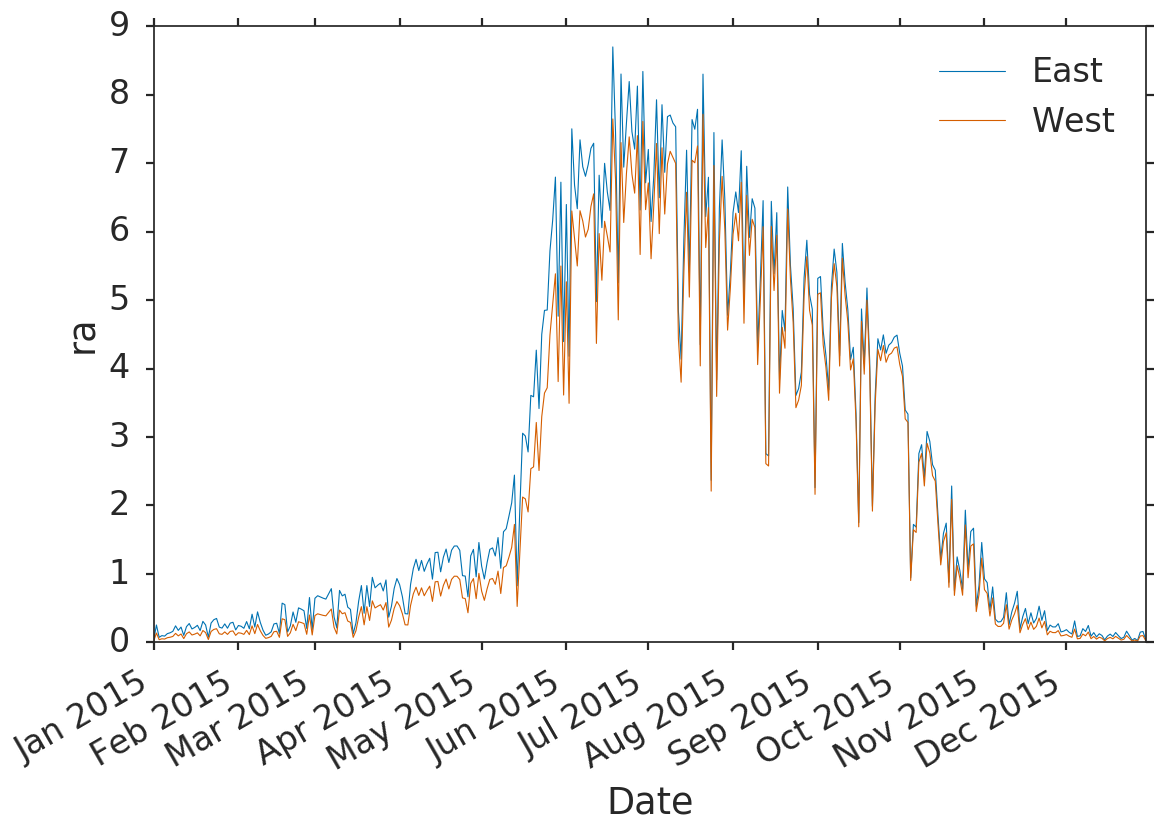 9
8
7
6
5
4
3
2
1
0
ra
East
West
Jan 2015
Feb 2015
Mar 2015
Apr 2015
May 2015
Jun 2015
Jul 2015
Aug 2015
Sep 2015
Oct 2015
Nov 2015
Dec 2015
Date